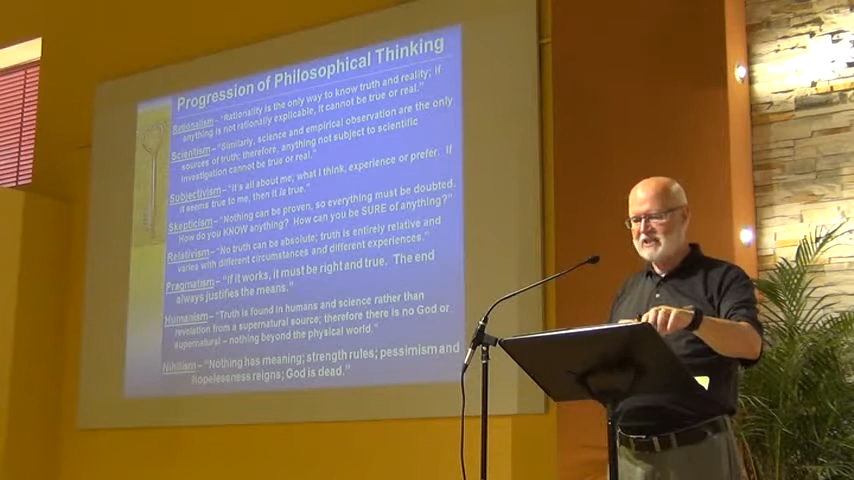 Progression of Philosophical Thinking
Rationalism – "Rationality is the only way to know truth and reality; if
anything is not rationally explicable, it cannot be true or real."
Scientism – "Similarly, science and empirical observation are the only
sources of truth; therefore, anything not subject to scientific
investigation cannot be true or real."
Subjectivism – "It's all about me; what I think, experience or prefer. If
it seems true to me, then it is true."
Skepticism – "Nothing can be proven, so everything must be doubted.
How do you KNOW anything? How can you be SURE of anything?"
Relativism – "No truth can be absolute; truth is entirely relative and
varies with different circumstances and different experiences."
Pragmatism – "If it works, it must be right and true. The end
always justifies the means."
Humanism – "Truth is found in humans and science rather than
revelation from a supernatural source; therefore there is no God or
supernatural – nothing beyond the physical world."
Nihilism – "Nothing has meaning; strength rules; pessimism and
hopelessness reigns; God is dead."